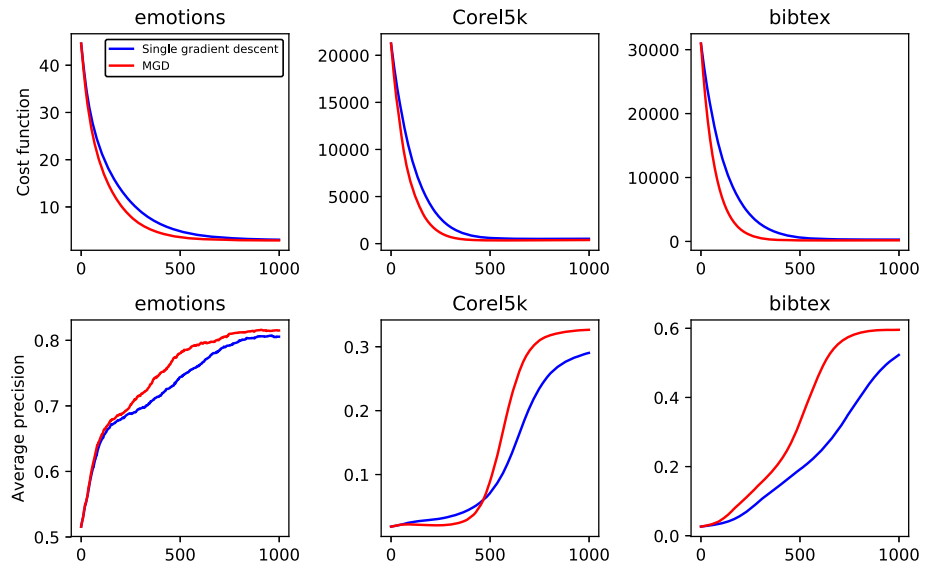 emotions
Corel5k
bibtex
Cost function
40
30
20
10
Single gradient descent
MGD
20000
15000
10000
5000
0
30000
20000
10000
0
0 500 1000
0 500 1000
0 500 1000
emotions
Corel5k
bibtex
Average precision
0.8
0.7
0.6
0.5
0.3
0.2
0.1
0.6
0.4
0.2
0.0
0 500 1000
0 500 1000
0 500 1000